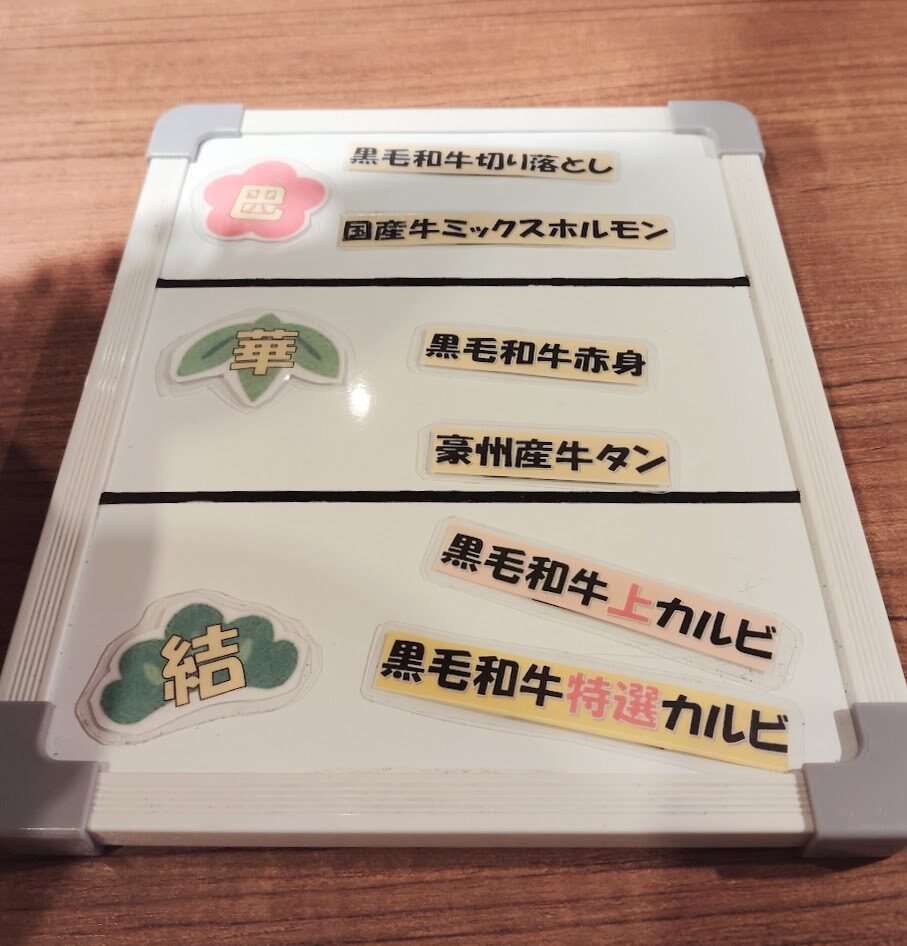 巴
黒毛和牛切り落とし
国産牛ミックスホルモン
華
黒毛和牛赤身
豪州産牛タン
結
黒毛和牛上カルビ
黒毛和牛特選カルビ